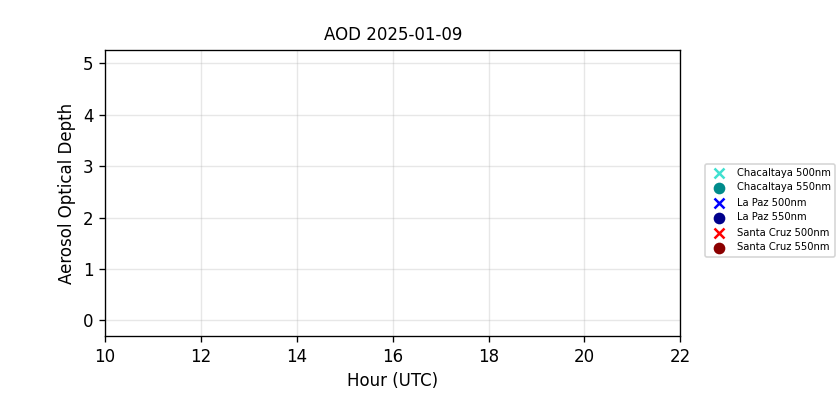 AOD 2025-01-09
5
4
3
2
1
0
Aerosol Optical Depth
10 12 14 16 18 20 22
Hour (UTC)
Chacaltaya 500nm
Chacaltaya 550nm
La Paz 500nm
La Paz 550nm
Santa Cruz 500nm
Santa Cruz 550nm